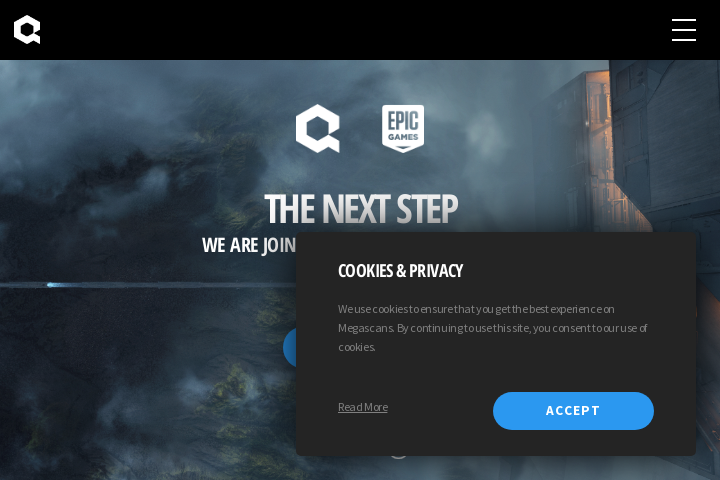 EPIC
GAMES
THE NEXT STEP
WE ARE JOIN
COOKIES & PRIVACY
We use cookies to ensure that you get the best experience on
Megascans. By continuing to use this site, you consent to our use of
cookies.
Read More
ACCEPT